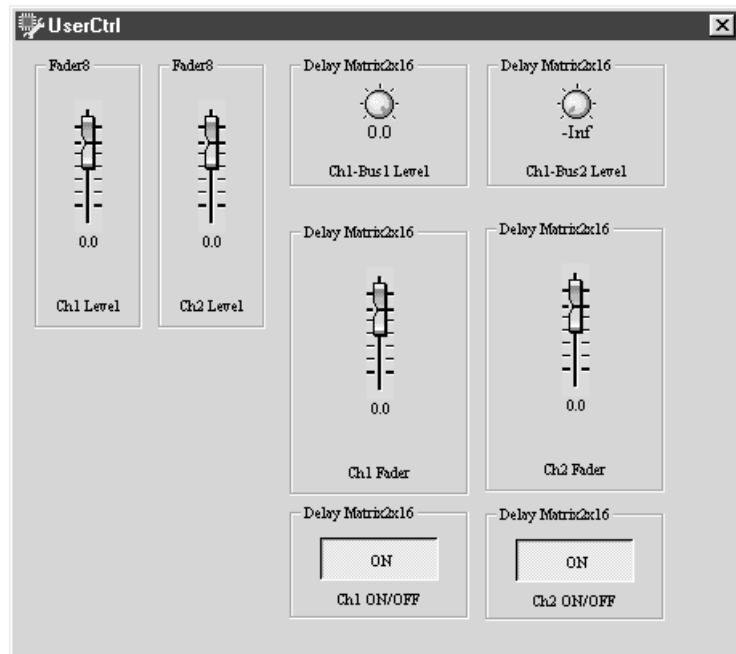 UserCtrl
Fader8
0.0
Ch1 Level
Fader8
0.0
Ch2 Level
Delay Matrix2x16
0.0
Ch1-Bus1 Level
Delay Matrix2x16
-Inf
Ch1-Bus2 Level
Delay Matrix2x16
0.0
Ch1 Fader
Delay Matrix2x16
0.0
Ch2 Fader
Delay Matrix2x16
ON
Ch1 ON/OFF
Delay Matrix2x16
ON
Ch2 ON/OFF